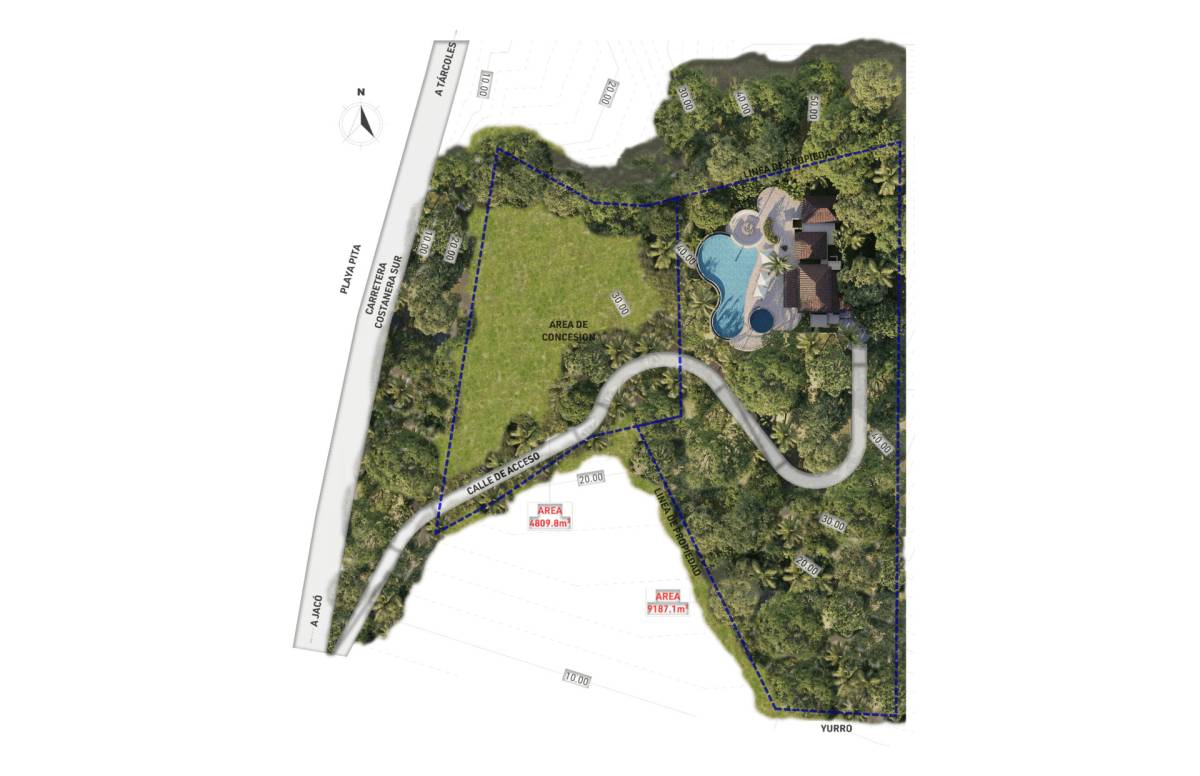 A TÁRCOLES
N
10.00
20.00
30.00
40.00
50.00
LINEA DE PROPIEDAD
10.00
20.00
PLAYA PITA
CARRETERA
COSTANERA SUR
40.00
30.00
AREA DE
CONCESION
CALLE DE ACCESO
20.00
AREA
4809.8m²
LINEA DE PROPIEDAD
40.00
30.00
20.00
AREA
9187.1m²
A JACÓ
10.00
YURRO